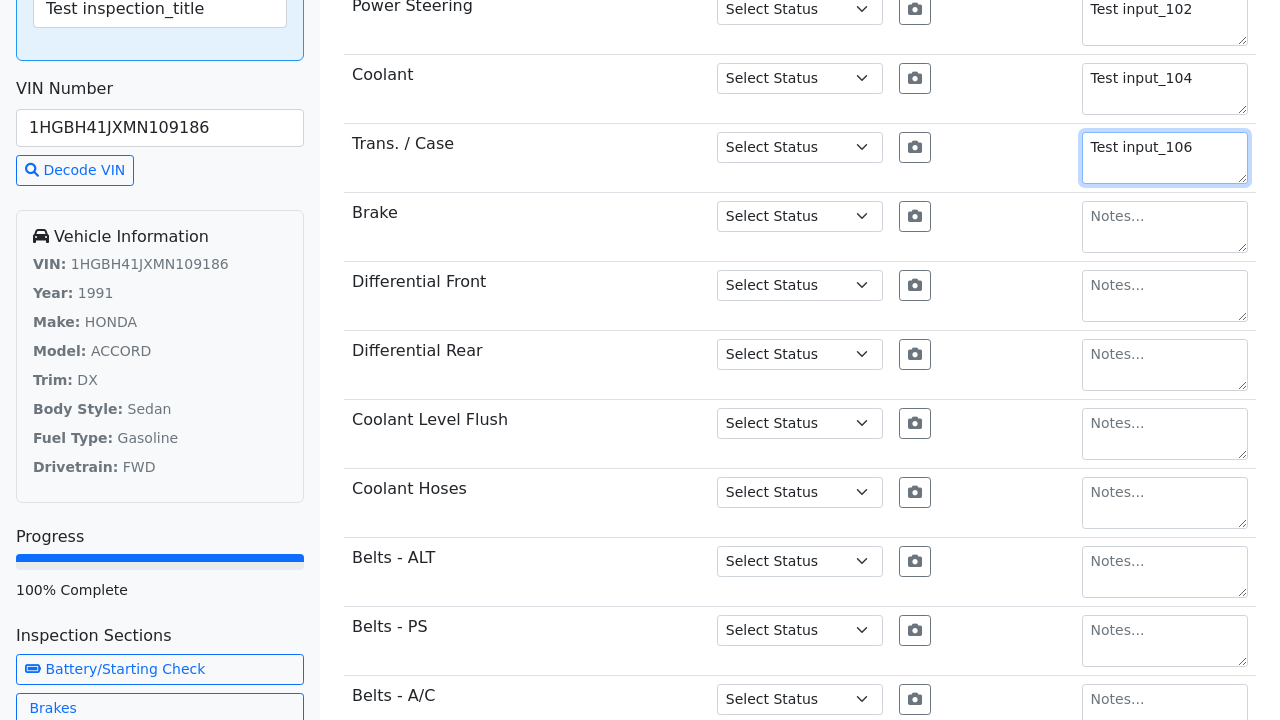 Test inspection_title
VIN Number
1HGBH41JXMN109186
Decode VIN
Vehicle Information
VIN: 1HGBH41JXMN109186
Year: 1991
Make: HONDA
Model: ACCORD
Trim: DX
Body Style: Sedan
Fuel Type: Gasoline
Drivetrain: FWD
Progress
100% Complete
Inspection Sections
Battery/Starting Check
Brakes
Power Steering Select Status Test input_102
Coolant Select Status Test input_104
Trans. / Case Select Status Test input_106
Brake Select Status Notes...
Differential Front Select Status Notes...
Differential Rear Select Status Notes...
Coolant Level Flush Select Status Notes...
Coolant Hoses Select Status Notes...
Belts - ALT Select Status Notes...
Belts - PS Select Status Notes...
Belts - A/C Select Status Notes...